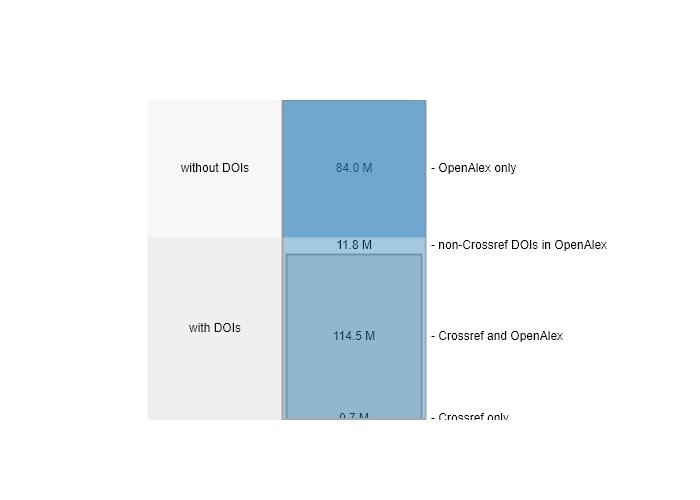 without DOIs
84.0 M
- OpenAlex only
11.8 M
- non-Crossref DOIs in OpenAlex
with DOIs
114.5 M
- Crossref and OpenAlex
0.7 M
- Crossref only